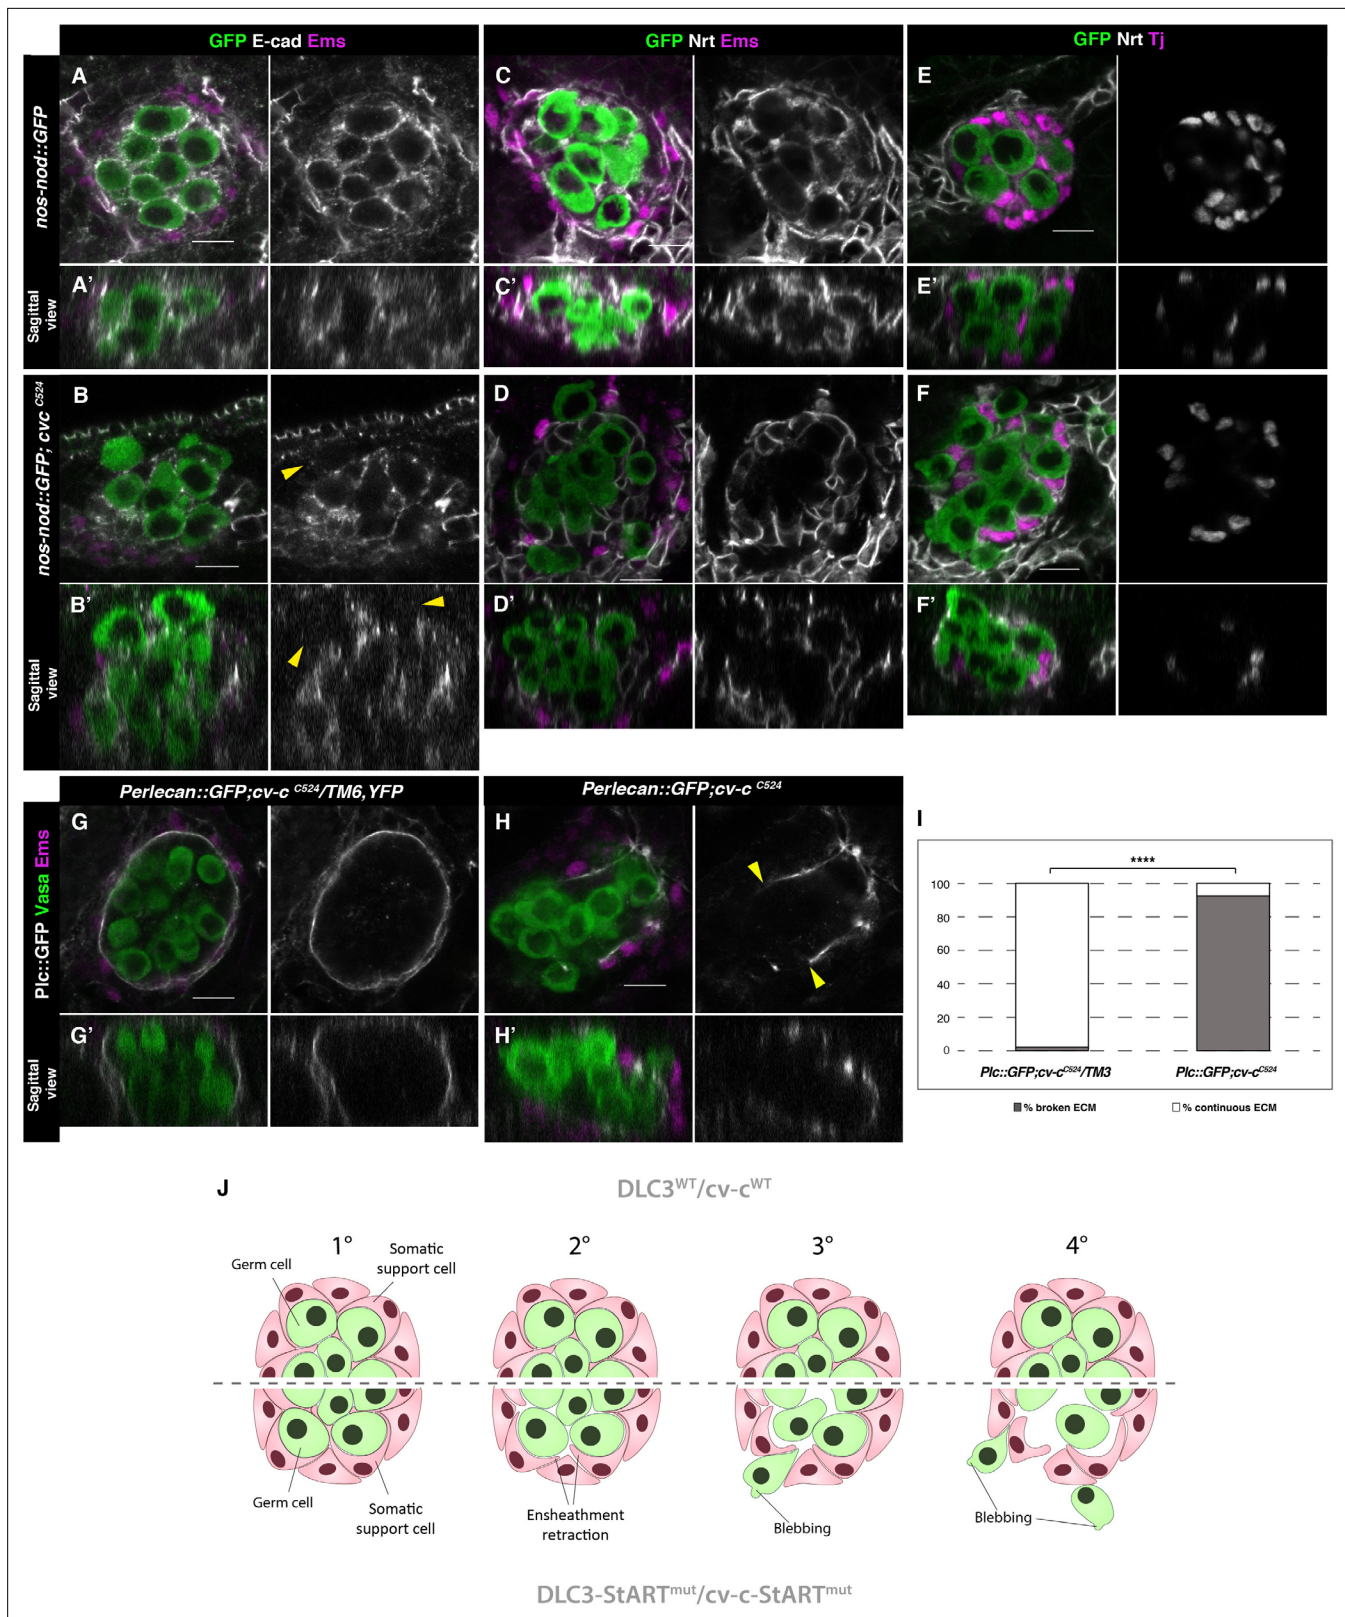 GFP E-cad Ems
GFP Nrt Ems
GFP Nrt Tj
nos-nod::GFP
A
C
E
Sagittal view
A'
C'
E'
nos-nod::GFP; cvc C524
B
D
F
Sagittal view
B'
D'
F'
Perlecan::GFP;cv-c C524/TM6,YFP
Perlecan::GFP;cv-c C524
Plc::GFP Vasa Ems
G
H
Sagittal view
G'
H'
I
****
100
80
60
40
20
0
Plc::GFP;cv-cC524/TM3
Plc::GFP;cv-cC524
% broken ECM
% continuous ECM
J
DLC3WT/cv-cWT
1°
2°
3°
4°
Germ cell
Somatic
support cell
Germ cell
Somatic
support cell
Ensheathment
retraction
Blebbing
Blebbing
DLC3-StARTmut/cv-c-StARTmut